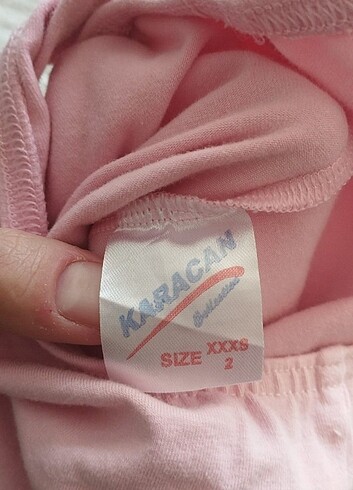 KARACAN
Collection
SIZE XXXS
2